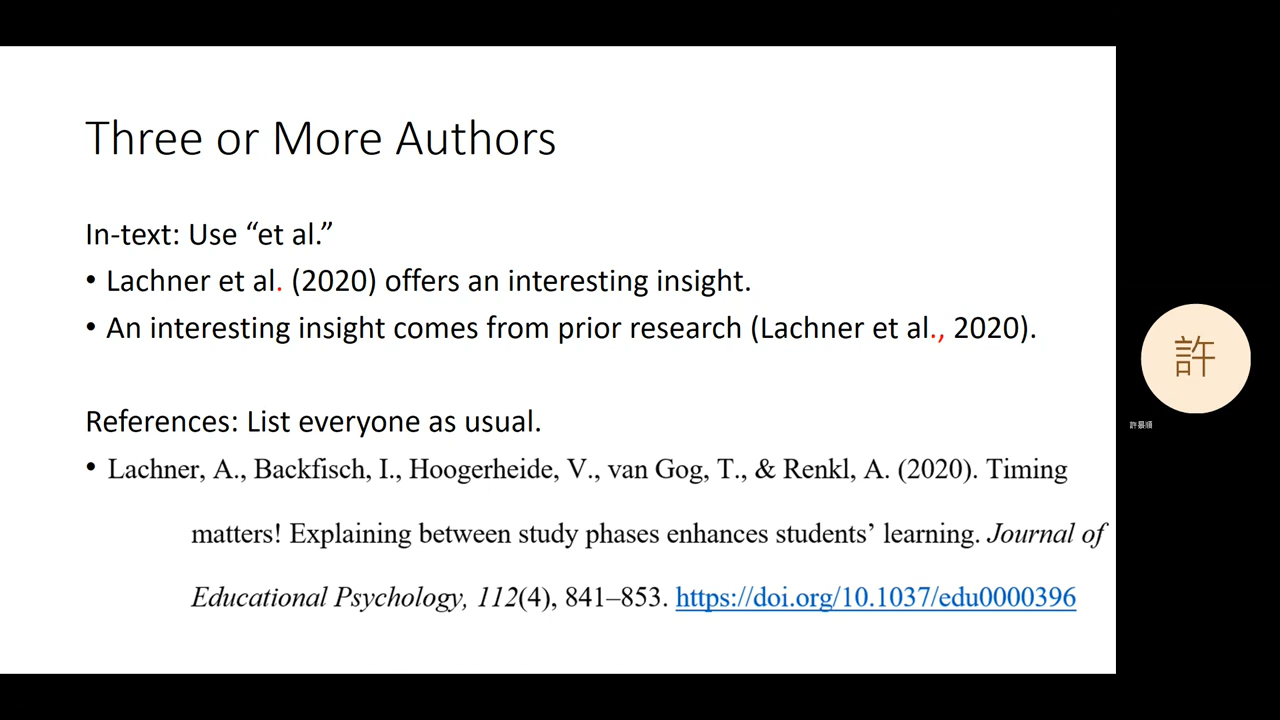 Three or More Authors
In-text: Use “et al.”
• Lachner et al. (2020) offers an interesting insight.
• An interesting insight comes from prior research (Lachner et al., 2020).
References: List everyone as usual.
• Lachner, A., Backfisch, I., Hoogerheide, V., van Gog, T., & Renkl, A. (2020). Timing
matters! Explaining between study phases enhances students’ learning. Journal of
Educational Psychology, 112(4), 841–853. https://doi.org/10.1037/edu0000396
許
許景順